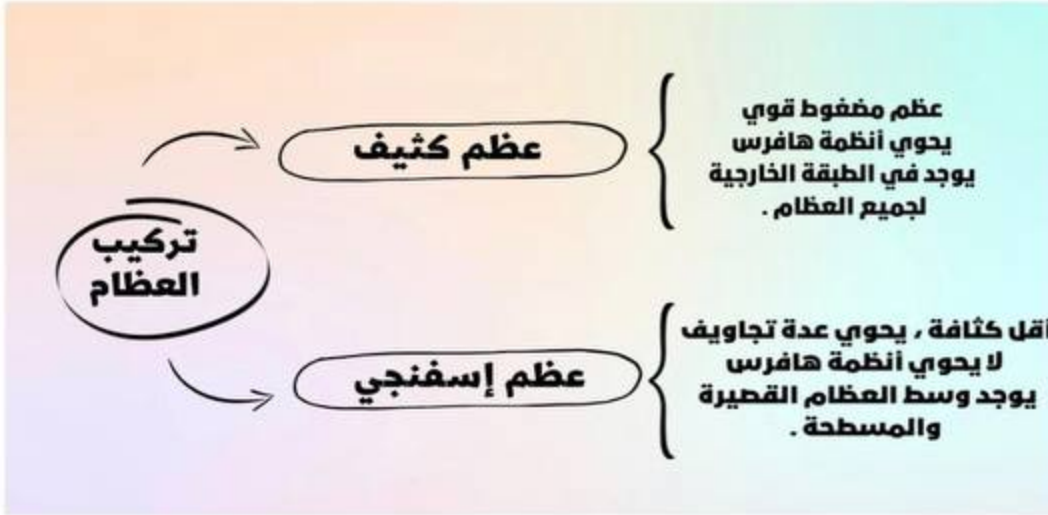 تركيب
العظام
عظم كثيف
عظم مضغوط قوي
يحوي أنظمة هافرس
يوجد في الطبقة الخارجية
لجميع العظام .
عظم إسفنجي
أقل كثافة ، يحوي عدة تجاويف
لا يحوي أنظمة هافرس
يوجد وسط العظام القصيرة
والمسطحة .